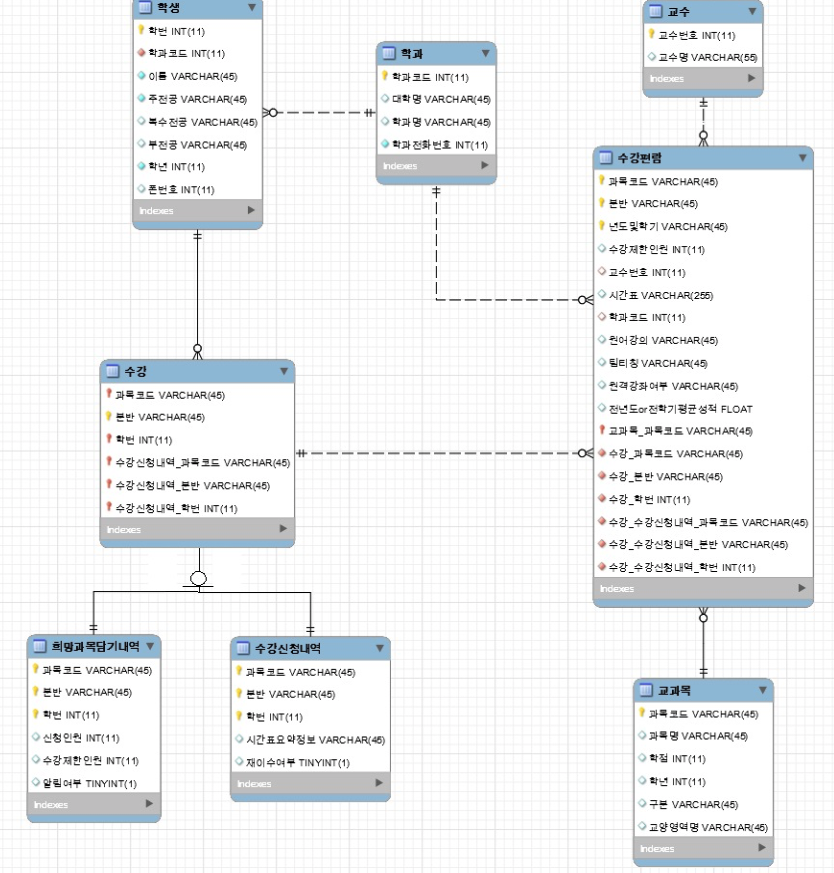 학생
학번 INT(11)
학과코드 INT(11)
이름 VARCHAR(45)
주전공 VARCHAR(45)
복수전공 VARCHAR(45)
부전공 VARCHAR(45)
학년 INT(11)
폰번호 INT(11)
Indexes
학과
학과코드 INT(11)
대학명 VARCHAR(45)
학과명 VARCHAR(45)
학과전화번호 INT(11)
Indexes
교수
교수번호 INT(11)
교수명 VARCHAR(55)
Indexes
수강편람
과목코드 VARCHAR(45)
분반 VARCHAR(45)
년도및학기 VARCHAR(45)
수강제한인원 INT(11)
교수번호 INT(11)
시간표 VARCHAR(255)
학과코드 INT(11)
원어강의 VARCHAR(45)
팀티칭 VARCHAR(45)
원격강좌여부 VARCHAR(45)
전년도or전학기평균성적 FLOAT
교과목_과목코드 VARCHAR(45)
수강_과목코드 VARCHAR(45)
수강_분반 VARCHAR(45)
수강_학번 INT(11)
수강_수강신청내역_과목코드 VARCHAR(45)
수강_수강신청내역_분반 VARCHAR(45)
수강_수강신청내역_학번 INT(11)
Indexes
수강
과목코드 VARCHAR(45)
분반 VARCHAR(45)
학번 INT(11)
수강신청내역_과목코드 VARCHAR(45)
수강신청내역_분반 VARCHAR(45)
수강신청내역_학번 INT(11)
Indexes
희망과목담기내역
과목코드 VARCHAR(45)
분반 VARCHAR(45)
학번 INT(11)
신청인원 INT(11)
수강제한인원 INT(11)
알림여부 TINYINT(1)
Indexes
수강신청내역
과목코드 VARCHAR(45)
분반 VARCHAR(45)
학번 INT(11)
시간표요약정보 VARCHAR(45)
재이수여부 TINYINT(1)
Indexes
교과목
과목코드 VARCHAR(45)
과목명 VARCHAR(45)
학점 INT(11)
학년 INT(11)
구분 VARCHAR(45)
교양영역명 VARCHAR(45)
Indexes